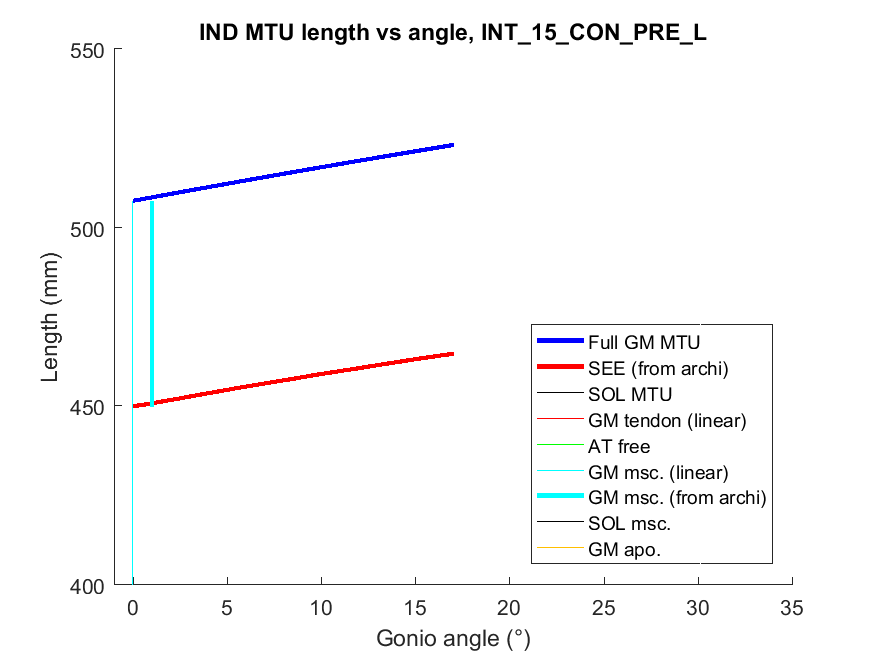 IND MTU length vs angle, INT_15_CON_PRE_L
550
500
450
400
Length (mm)
0 5 10 15 20 25 30 35
Gonio angle (°)
Full GM MTU
SEE (from archi)
SOL MTU
GM tendon (linear)
AT free
GM msc. (linear)
GM msc. (from archi)
SOL msc.
GM apo.